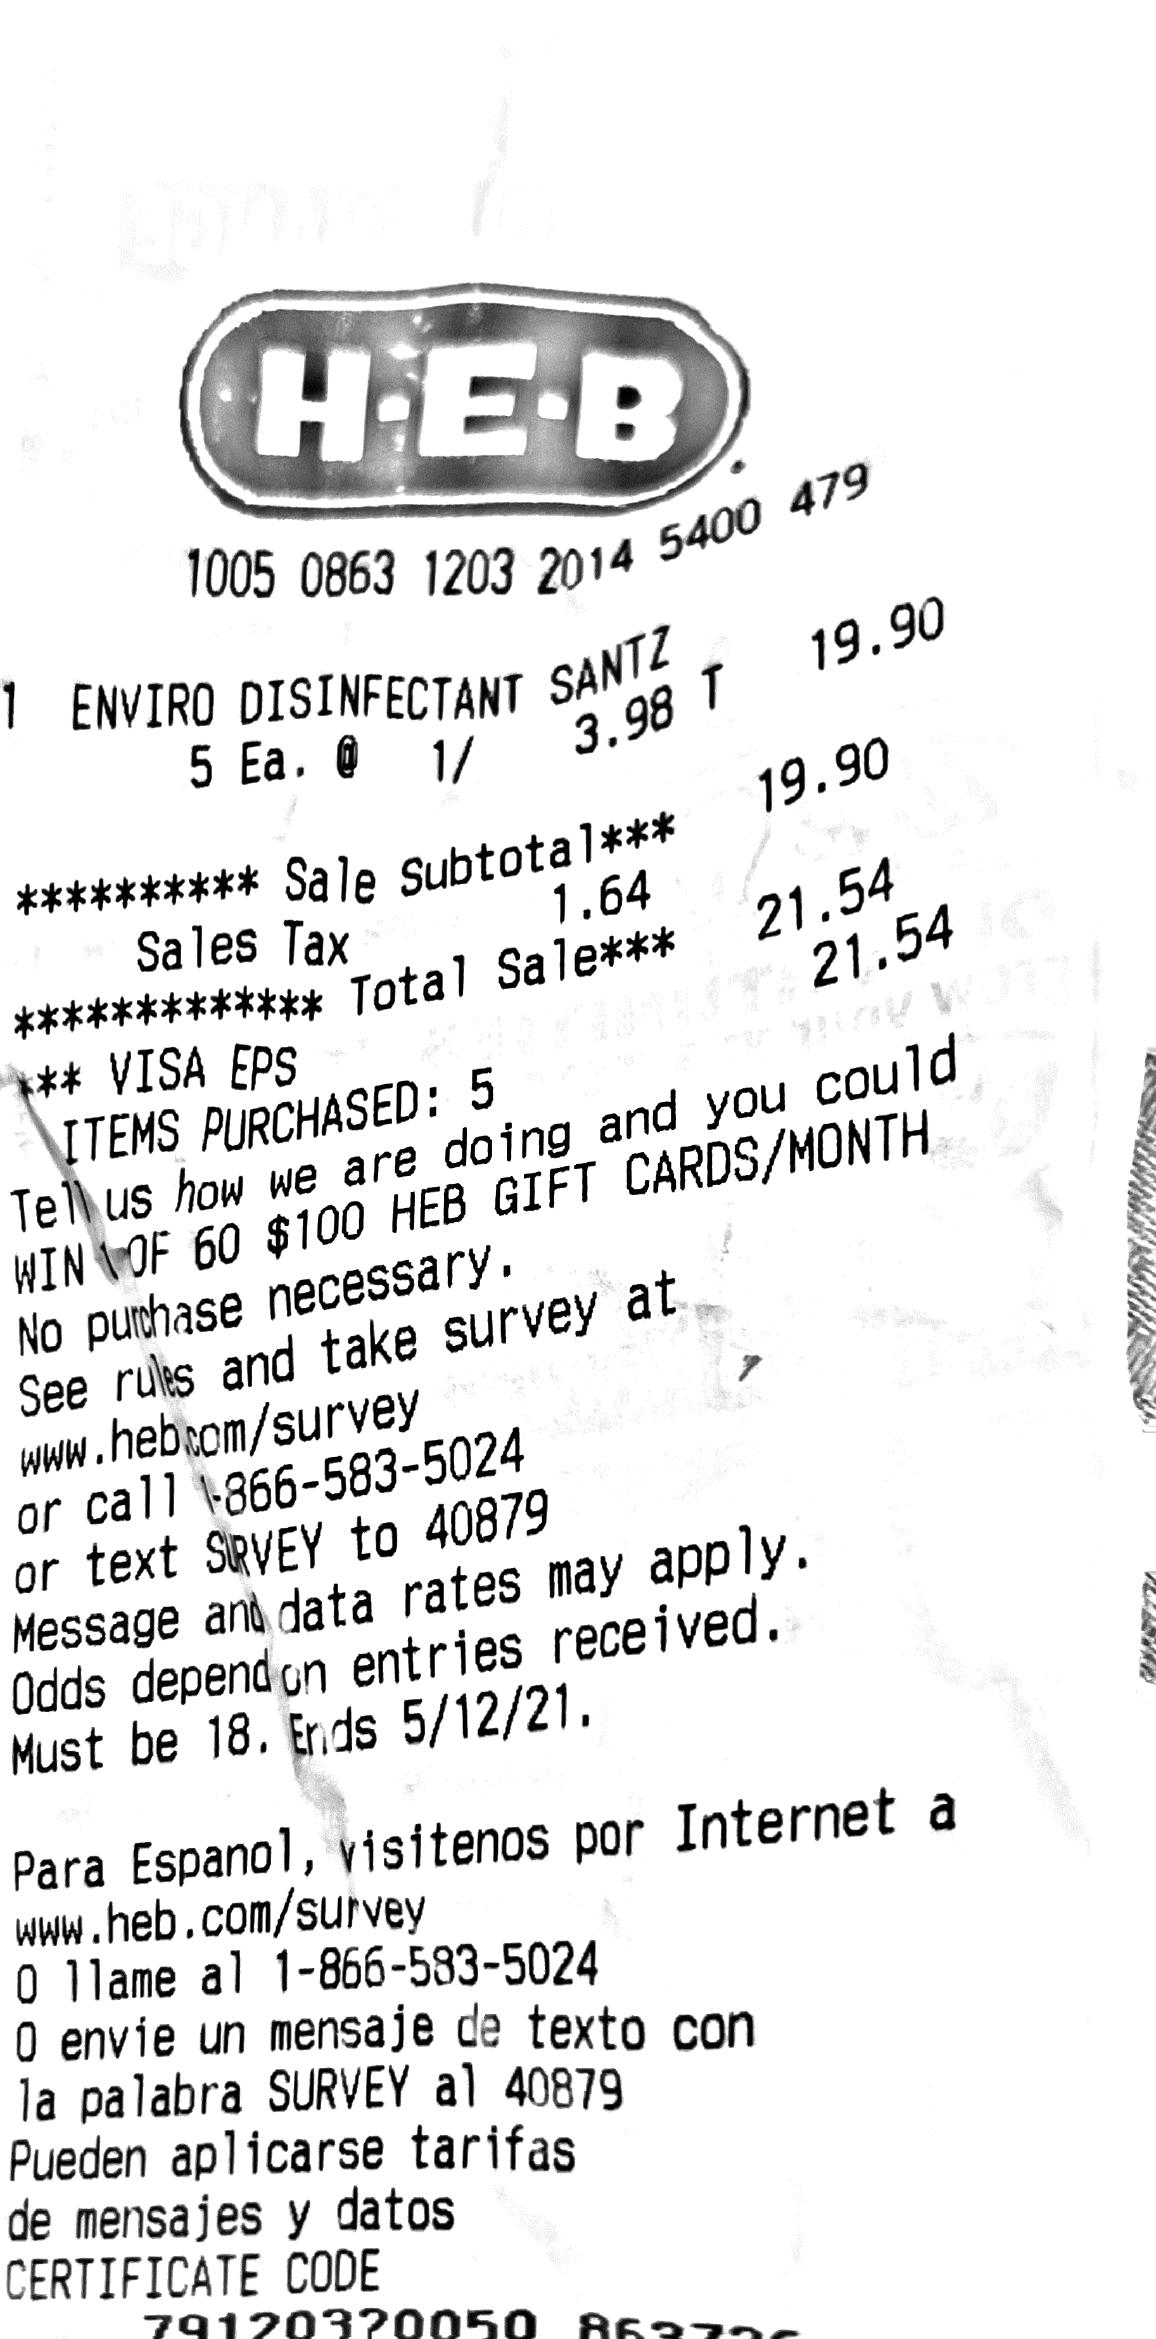 H·E·B
1005 0863 1203 2014 5400 479
1 ENVIRO DISINFECTANT SANTZ 19.90
5 Ea. @ 1/ 3.98 T
********** Sale Subtotal*** 19.90
Sales Tax 1.64
************* Total Sale*** 21.54
*** VISA EPS 21.54
ITEMS PURCHASED: 5
Tell us how we are doing and you could
WIN 1 OF 60 $100 HEB GIFT CARDS/MONTH
No purchase necessary.
See rules and take survey at
www.heb.com/survey
or call 1-866-583-5024
or text SURVEY to 40879
Message and data rates may apply.
Odds depend on entries received.
Must be 18. Ends 5/12/21.
Para Espanol, visitenos por Internet a
www.heb.com/survey
O llame al 1-866-583-5024
O envie un mensaje de texto con
la palabra SURVEY al 40879
Pueden aplicarse tarifas
de mensajes y datos
CERTIFICATE CODE